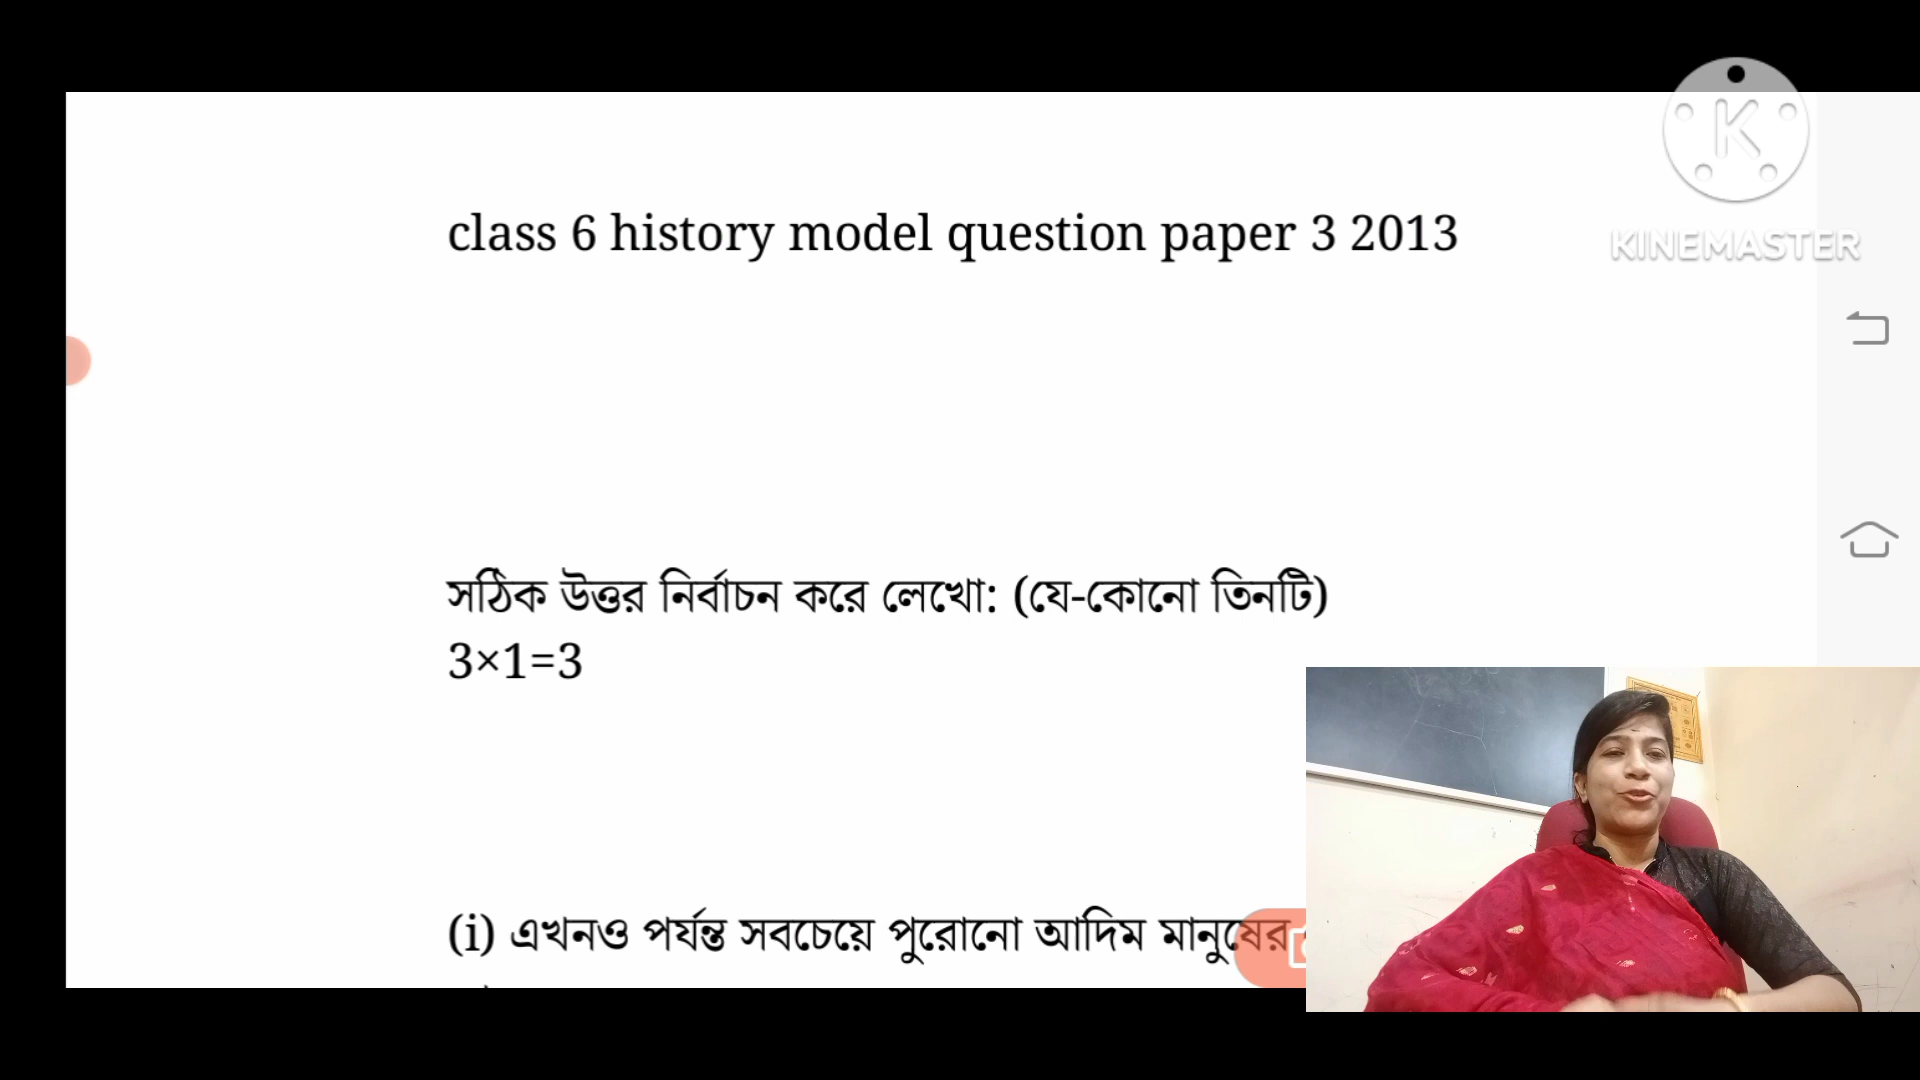 class 6 history model question paper 3 2013
K
KINEMASTER
সঠিক উত্তর নির্বাচন করে লেখো: (যে-কোনো তিনটি)
3×1=3
(i) এখনও পর্যন্ত সবচেয়ে পুরোনো আদিম মানুষের